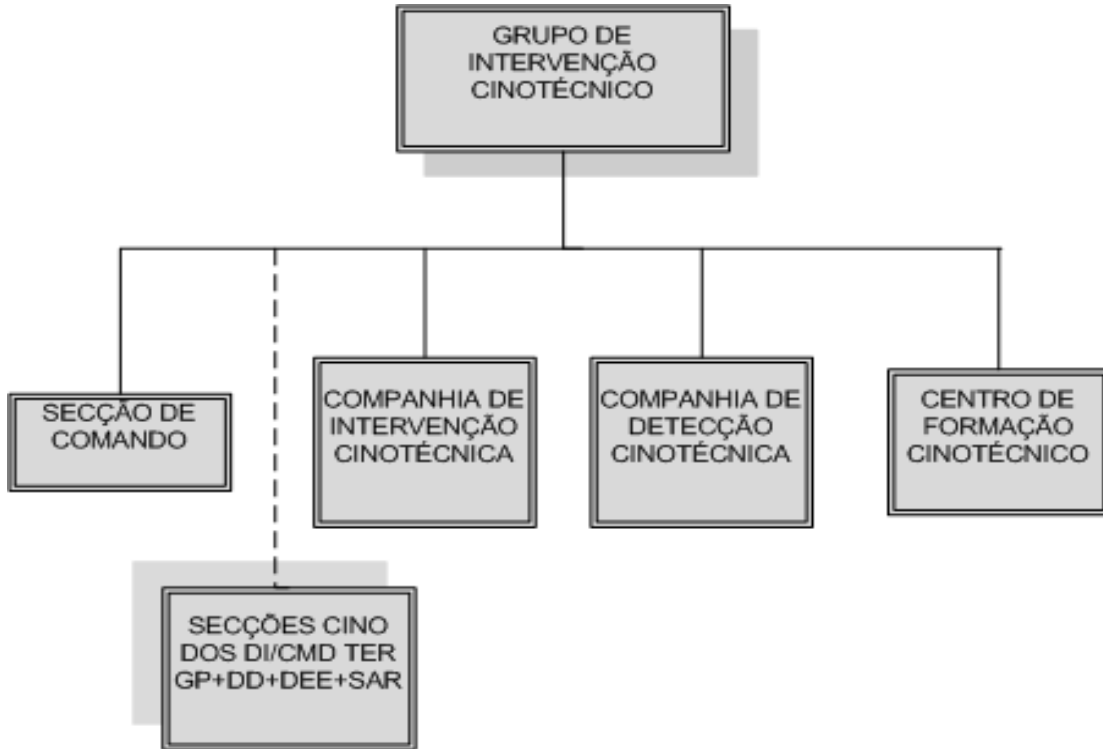 GRUPO DE
INTERVENÇÃO
CINOTÉCNICO
SECÇÃO DE
COMANDO
COMPANHIA DE
INTERVENÇÃO
CINOTÉCNICA
COMPANHIA DE
DETECÇÃO
CINOTÉCNICA
CENTRO DE
FORMAÇÃO
CINOTÉCNICO
SECÇÕES CINO
DOS DI/CMD TER
GP+DD+DEE+SAR